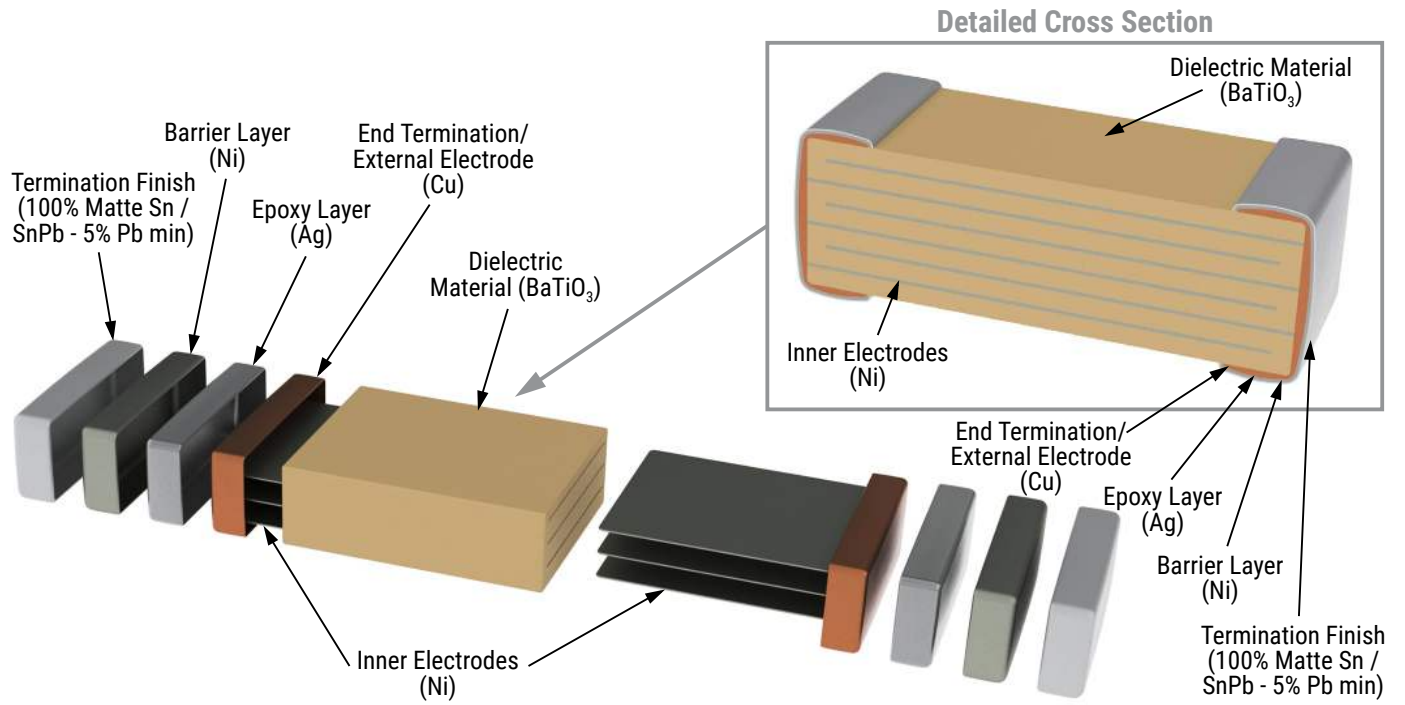 Detailed Cross Section
Dielectric Material
(BaTiO₃)
Inner Electrodes
(Ni)
End Termination/
External Electrode
(Cu)
Epoxy Layer
(Ag)
Barrier Layer
(Ni)
Termination Finish
(100% Matte Sn /
SnPb - 5% Pb min)
Termination Finish
(100% Matte Sn /
SnPb - 5% Pb min)
Barrier Layer
(Ni)
Epoxy Layer
(Ag)
End Termination/
External Electrode
(Cu)
Dielectric
Material (BaTiO₃)
Inner Electrodes
(Ni)